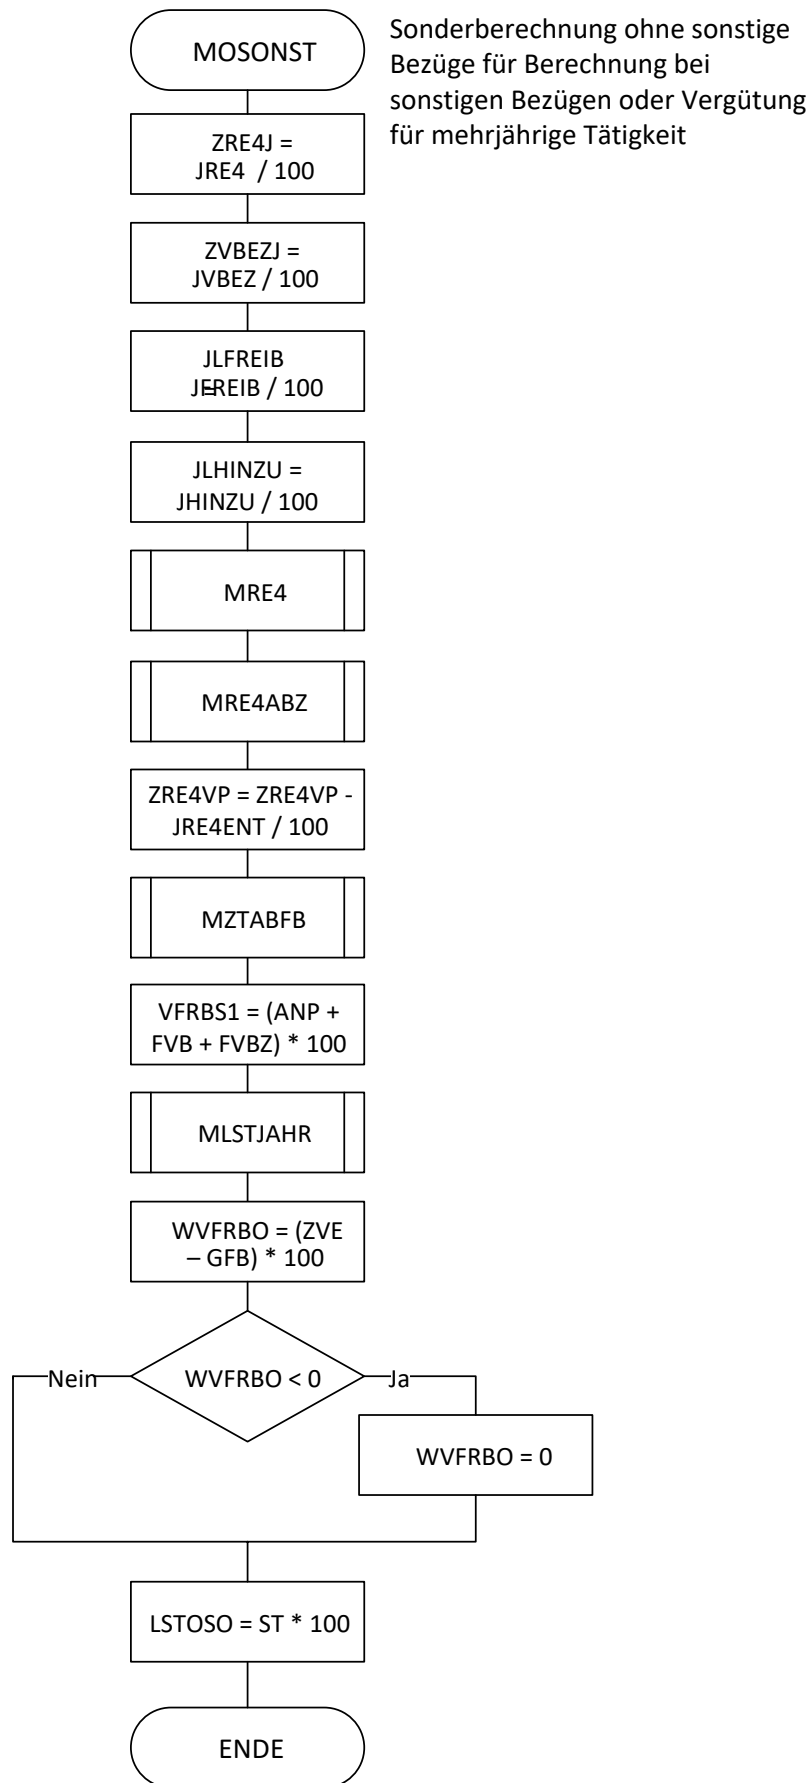 MOSONST
Sonderberechnung ohne sonstige
Bezüge für Berechnung bei
sonstigen Bezügen oder Vergütung
für mehrjährige Tätigkeit
ZRE4J =
JRE4 / 100
ZVBEZJ =
JVBEZ / 100
JLFREIB
=
JFREIB / 100
JLHINZU =
JHINZU / 100
MRE4
MRE4ABZ
ZRE4VP = ZRE4VP -
JRE4ENT / 100
MZTABFB
VFRBS1 = (ANP +
FVB + FVBZ) * 100
MLSTJAHR
WVFRBO = (ZVE
– GFB) * 100
Nein
WVFRBO < 0
Ja
WVFRBO = 0
LSTOSO = ST * 100
ENDE